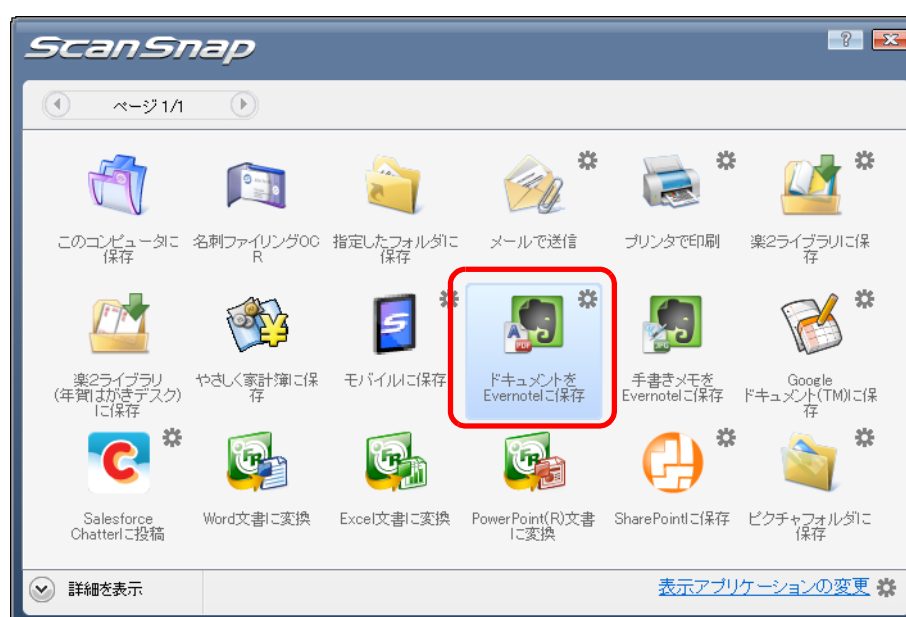 ScanSnap
ページ 1/1
このコンピュータに
保存
名刺ファイリングOC
R
指定したフォルダに
保存
メールで送信
プリンタで印刷
楽2ライブラリに保
存
楽2ライブラリ
(年賀はがきデスク)
に保存
やさしく家計簿に保
存
モバイルに保存
ドキュメントを
Evernoteに保存
手書きメモを
Evernoteに保存
Google
ドキュメント(TM)に保
存
Salesforce
Chatterに投稿
Word文書に変換
Excel文書に変換
PowerPoint(R)文書
に変換
SharePointに保存
ピクチャフォルダに
保存
詳細を表示
表示アプリケーションの変更